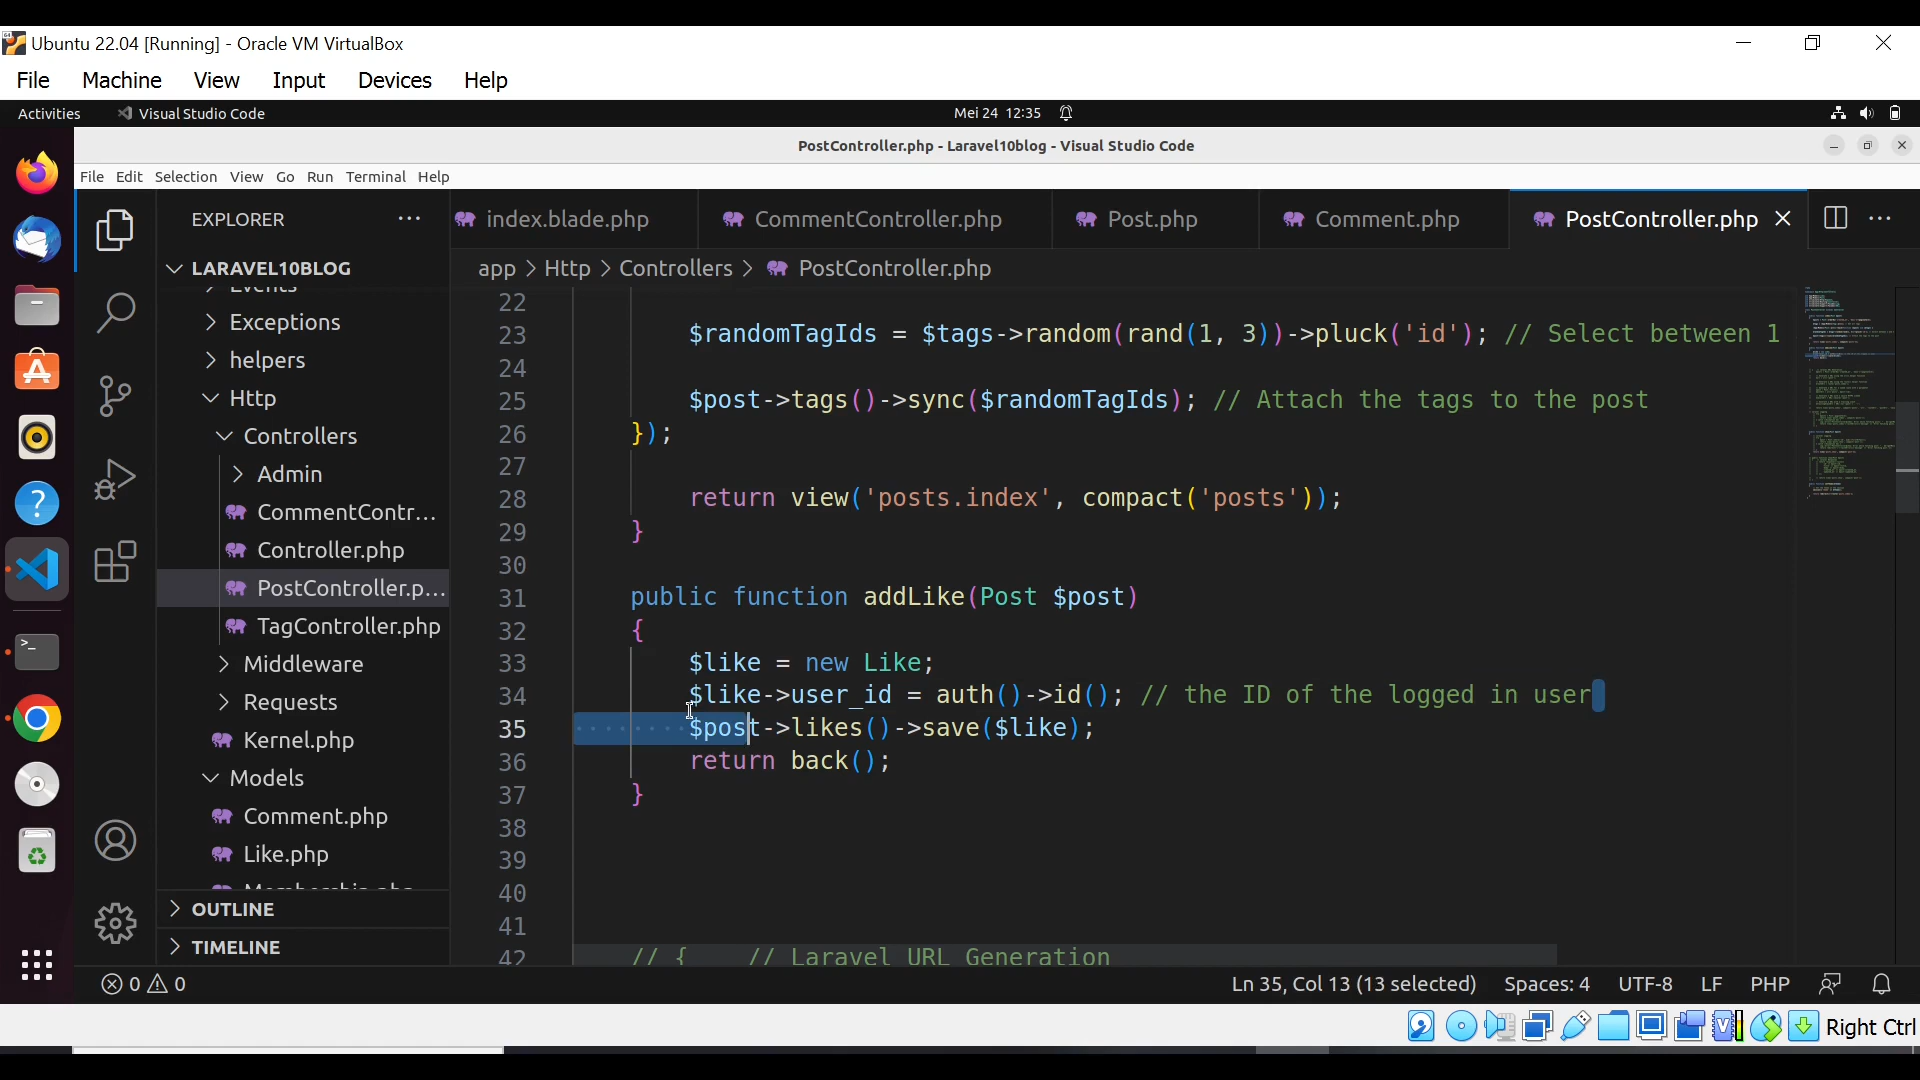 Ubuntu 22.04 [Running] - Oracle VM VirtualBox
File Machine View Input Devices Help
Activities Visual Studio Code Mei 24 12:35
PostController.php - Laravel10blog - Visual Studio Code
File Edit Selection View Go Run Terminal Help
EXPLORER
index.blade.php CommentController.php Post.php Comment.php PostController.php
LARAVEL10BLOG
Events
Exceptions
helpers
Http
Controllers
Admin
CommentContr...
Controller.php
PostController.p...
TagController.php
Middleware
Requests
Kernel.php
Models
Comment.php
Like.php
Membership.php
OUTLINE
TIMELINE
app > Http > Controllers > PostController.php
22
23 $randomTagIds = $tags->random(rand(1, 3))->pluck('id'); // Select between 1
24
25 $post->tags()->sync($randomTagIds); // Attach the tags to the post
26 });
27
28 return view('posts.index', compact('posts'));
29 }
30
31 public function addLike(Post $post)
32 {
33 $like = new Like;
34 $like->user_id = auth()->id(); // the ID of the logged in user
35 $post->likes()->save($like);
36 return back();
37 }
38
39
40
41
42 // { // Laravel URL Generation
0 0 Ln 35, Col 13 (13 selected) Spaces: 4 UTF-8 LF PHP
Right Ctrl